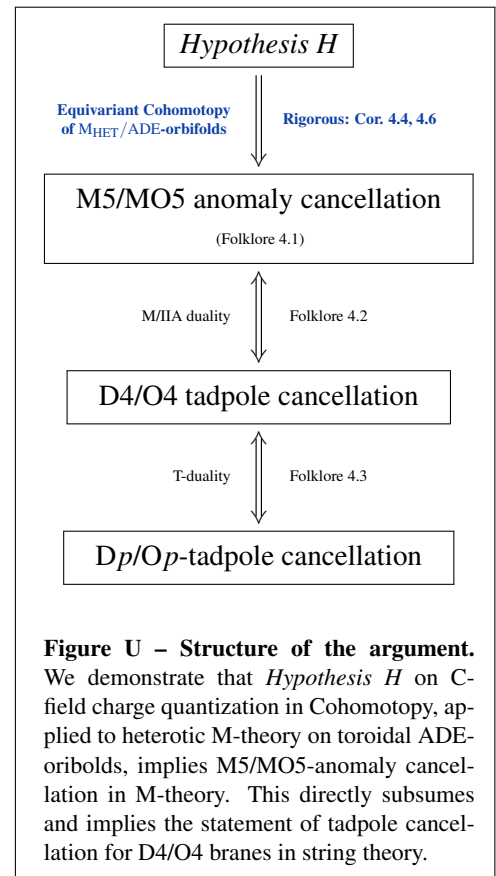 Hypothesis H
Equivariant Cohomotopy
of M_HET/ADE-orbifolds
Rigorous: Cor. 4.4, 4.6
M5/MO5 anomaly cancellation
(Folklore 4.1)
M/IIA duality
Folklore 4.2
D4/O4 tadpole cancellation
T-duality
Folklore 4.3
Dp/Op-tadpole cancellation
Figure U – Structure of the argument.
We demonstrate that Hypothesis H on C-
field charge quantization in Cohomotopy, ap-
plied to heterotic M-theory on toroidal ADE-
oribolds, implies M5/MO5-anomaly cancel-
lation in M-theory. This directly subsumes
and implies the statement of tadpole cancel-
lation for D4/O4 branes in string theory.